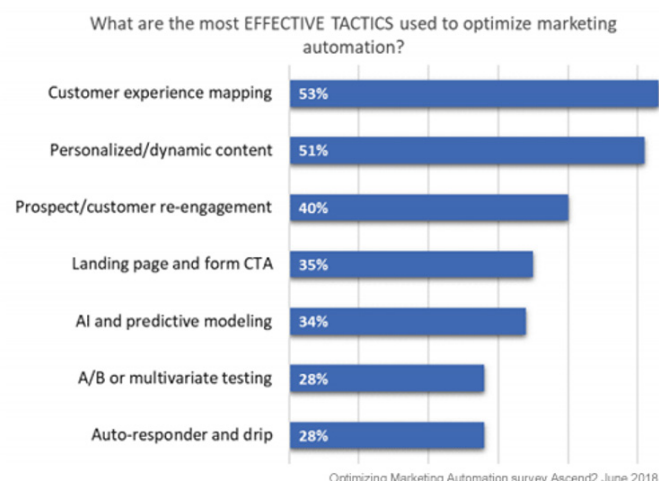 What are the most EFFECTIVE TACTICS used to optimize marketing
automation?
Customer experience mapping 53%
Personalized/dynamic content 51%
Prospect/customer re-engagement 40%
Landing page and form CTA 35%
AI and predictive modeling 34%
A/B or multivariate testing 28%
Auto-responder and drip 28%
Optimizing Marketing Automation survey Ascend2 June 2018